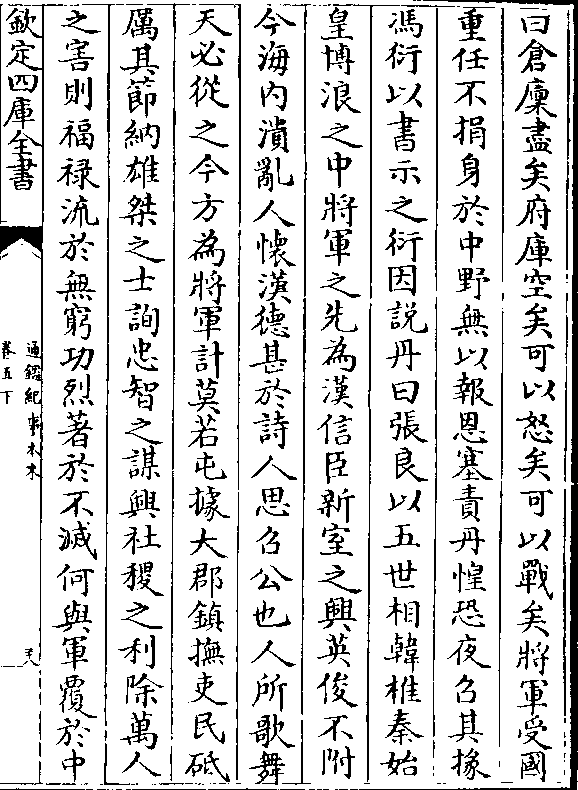 曰倉廩盡矣府庫空矣可以怒矣可以戰矣將軍受國
重任不捐身於中野無以報恩塞責丹惶恐夜召其掾
馮衍以書示之衍因説丹曰張良以五世相韓椎秦始
皇博浪之中將軍之先為漢信臣新室之興英俊不附
今海内潰亂人懷漢德甚於詩人思召公也人所歌舞
天必從之今方為將軍計莫若屯據大郡鎮撫吏民砥
厲其節納雄桀之士詢忠智之謀興社稷之利除萬人
之害則福禄流於無窮功烈著於不滅何與軍覆於中
欽定四庫全書
通鑑紀事本末
卷五下